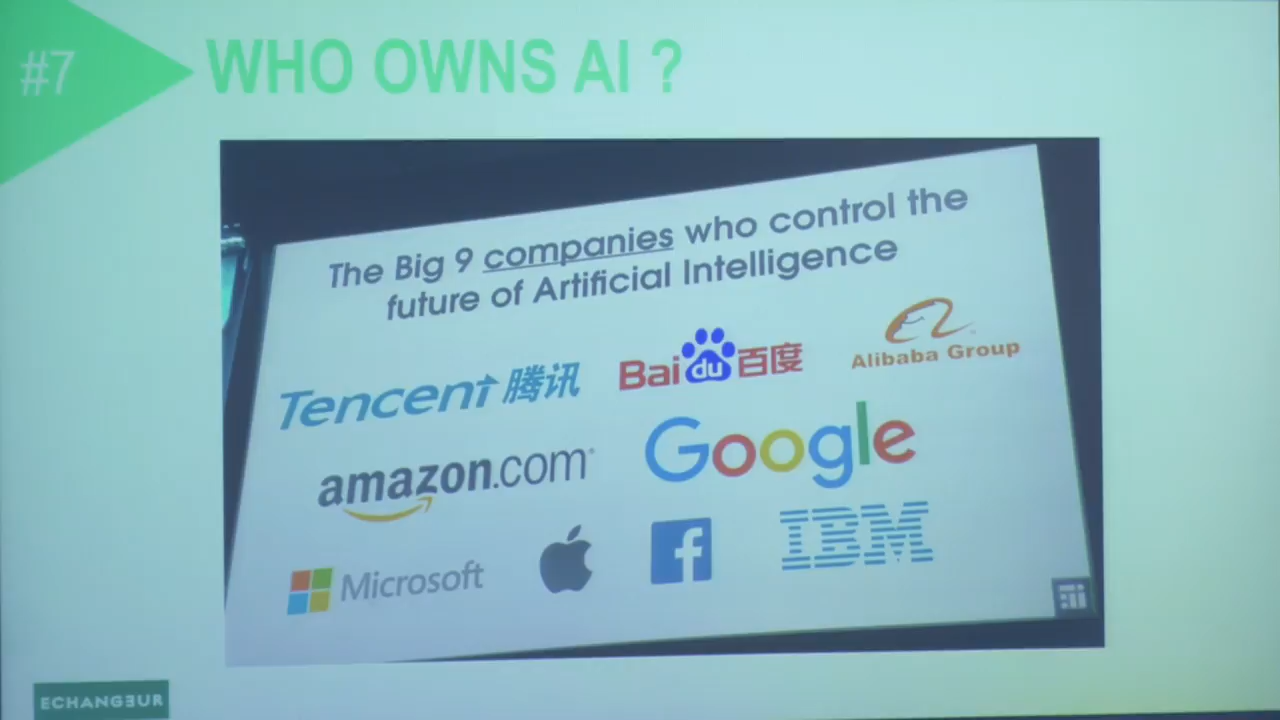 #7
WHO OWNS AI ?
The Big 9 companies who control the
future of Artificial Intelligence
Tencent 腾讯
Bai du 百度
Alibaba Group
amazon.com
Google
Microsoft
f
IBM
ECHANGEUR